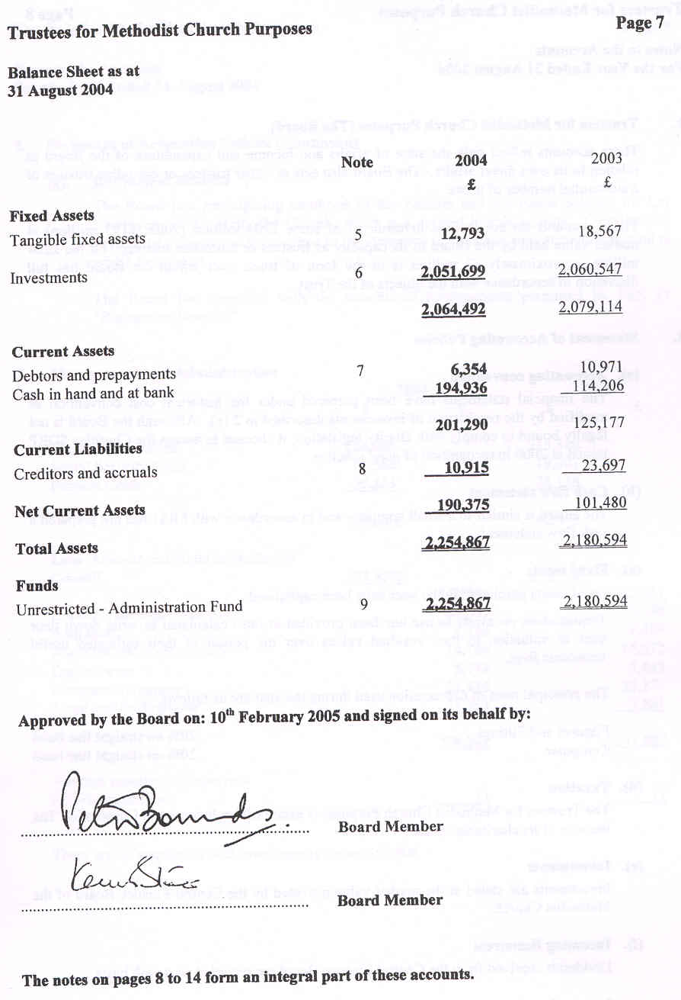 Trustees for Methodist Church Purposes Page 7
Balance Sheet as at
31 August 2004
Note 2004 2003
£ £
Fixed Assets
Tangible fixed assets 5 12,793 18,567
Investments 6 2,051,699 2,060,547
2,064,492 2,079,114
Current Assets
Debtors and prepayments 7 6,354 10,971
Cash in hand and at bank 194,936 114,206
201,290 125,177
Current Liabilities
Creditors and accruals 8 10,915 23,697
Net Current Assets 190,375 101,480
Total Assets 2,254,867 2,180,594
Funds
Unrestricted - Administration Fund 9 2,254,867 2,180,594
Approved by the Board on: 10th February 2005 and signed on its behalf by:
Board Member
Board Member
The notes on pages 8 to 14 form an integral part of these accounts.